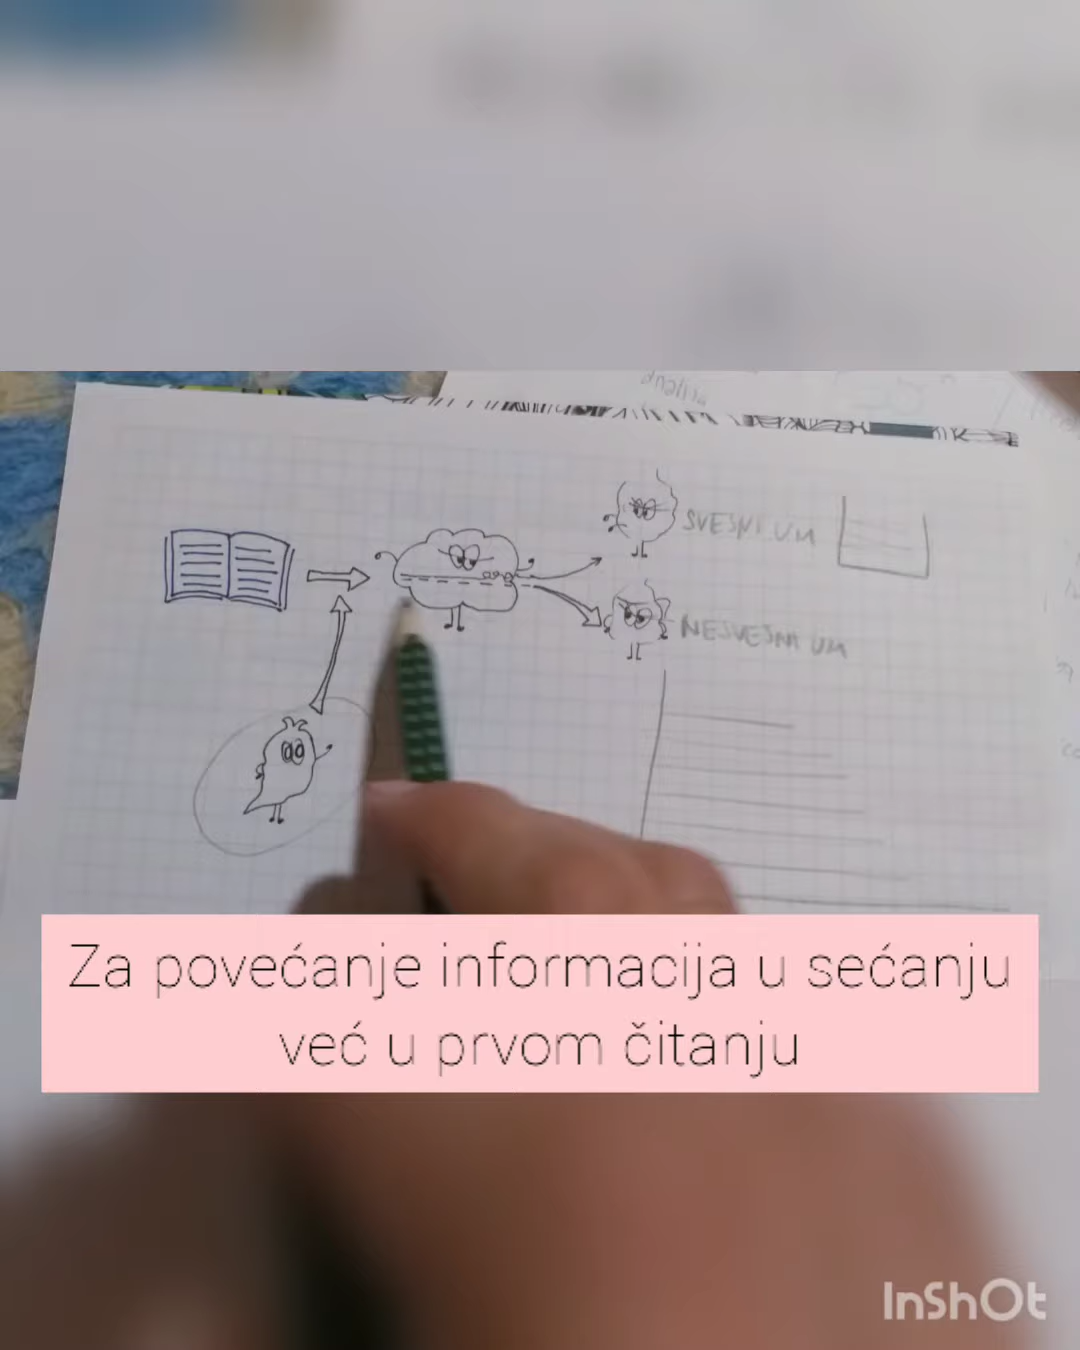 SVESNI UM
NESVESNI UM
Za povećanje informacija u sećanju
već u prvom čitanju
InShOt